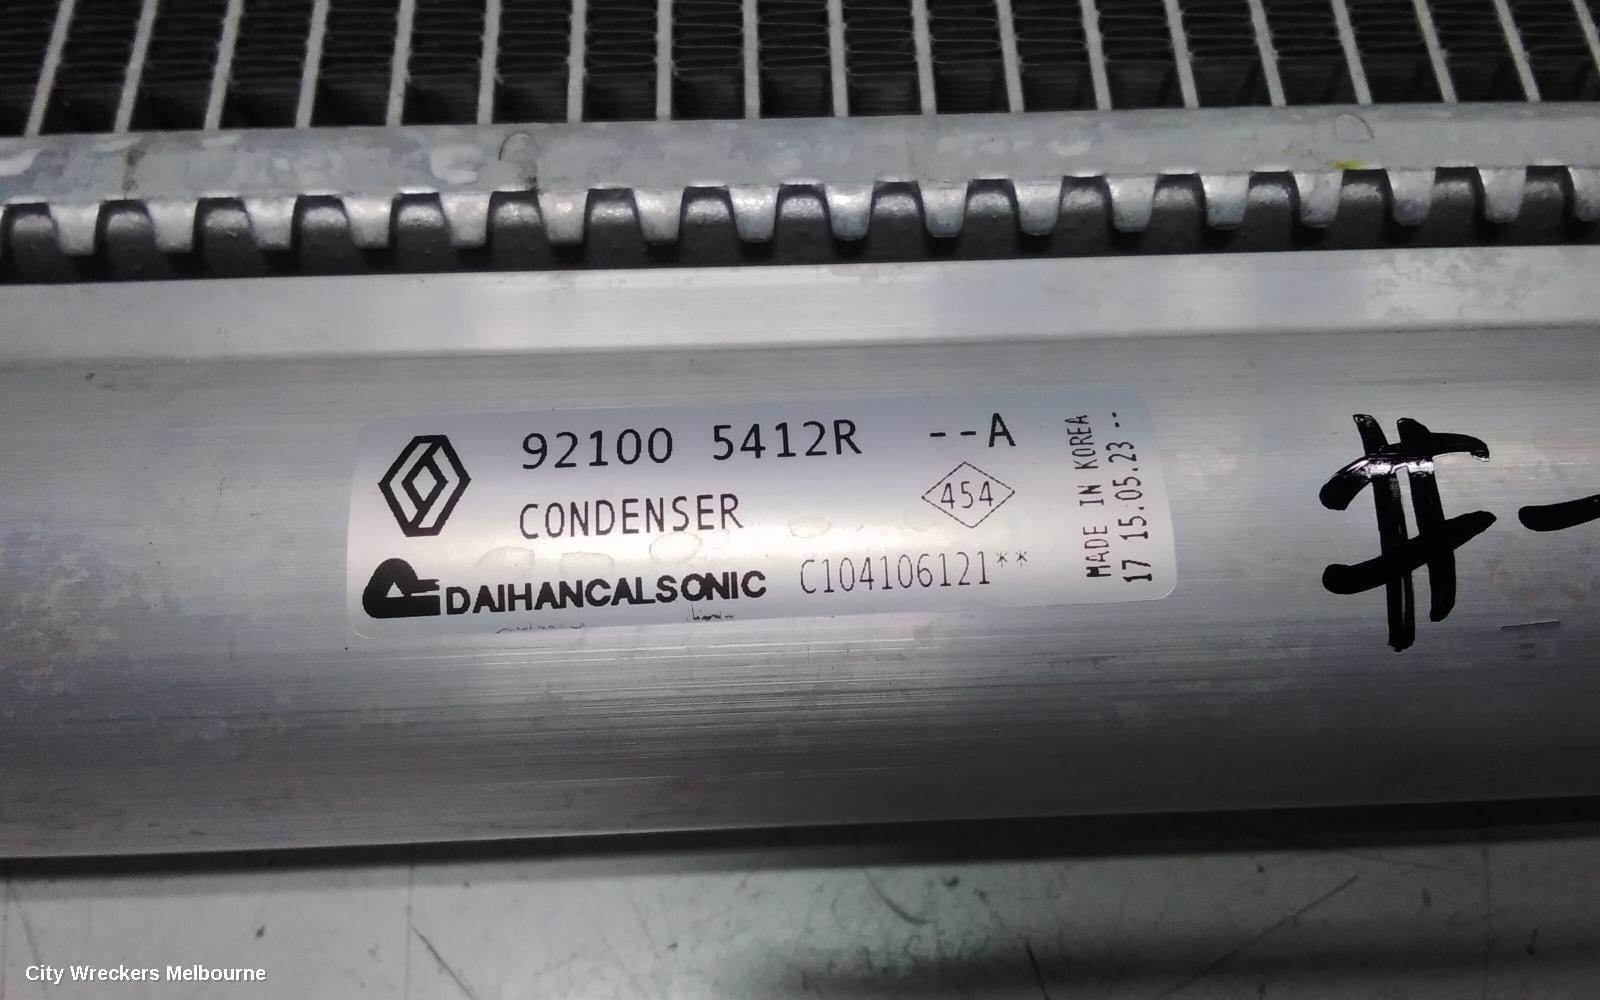 92100 5412R --A
CONDENSER
454
DAIHANCALSONIC C104106121**
MADE IN KOREA
17 15.05.23 --
#-
City Wreckers Melbourne